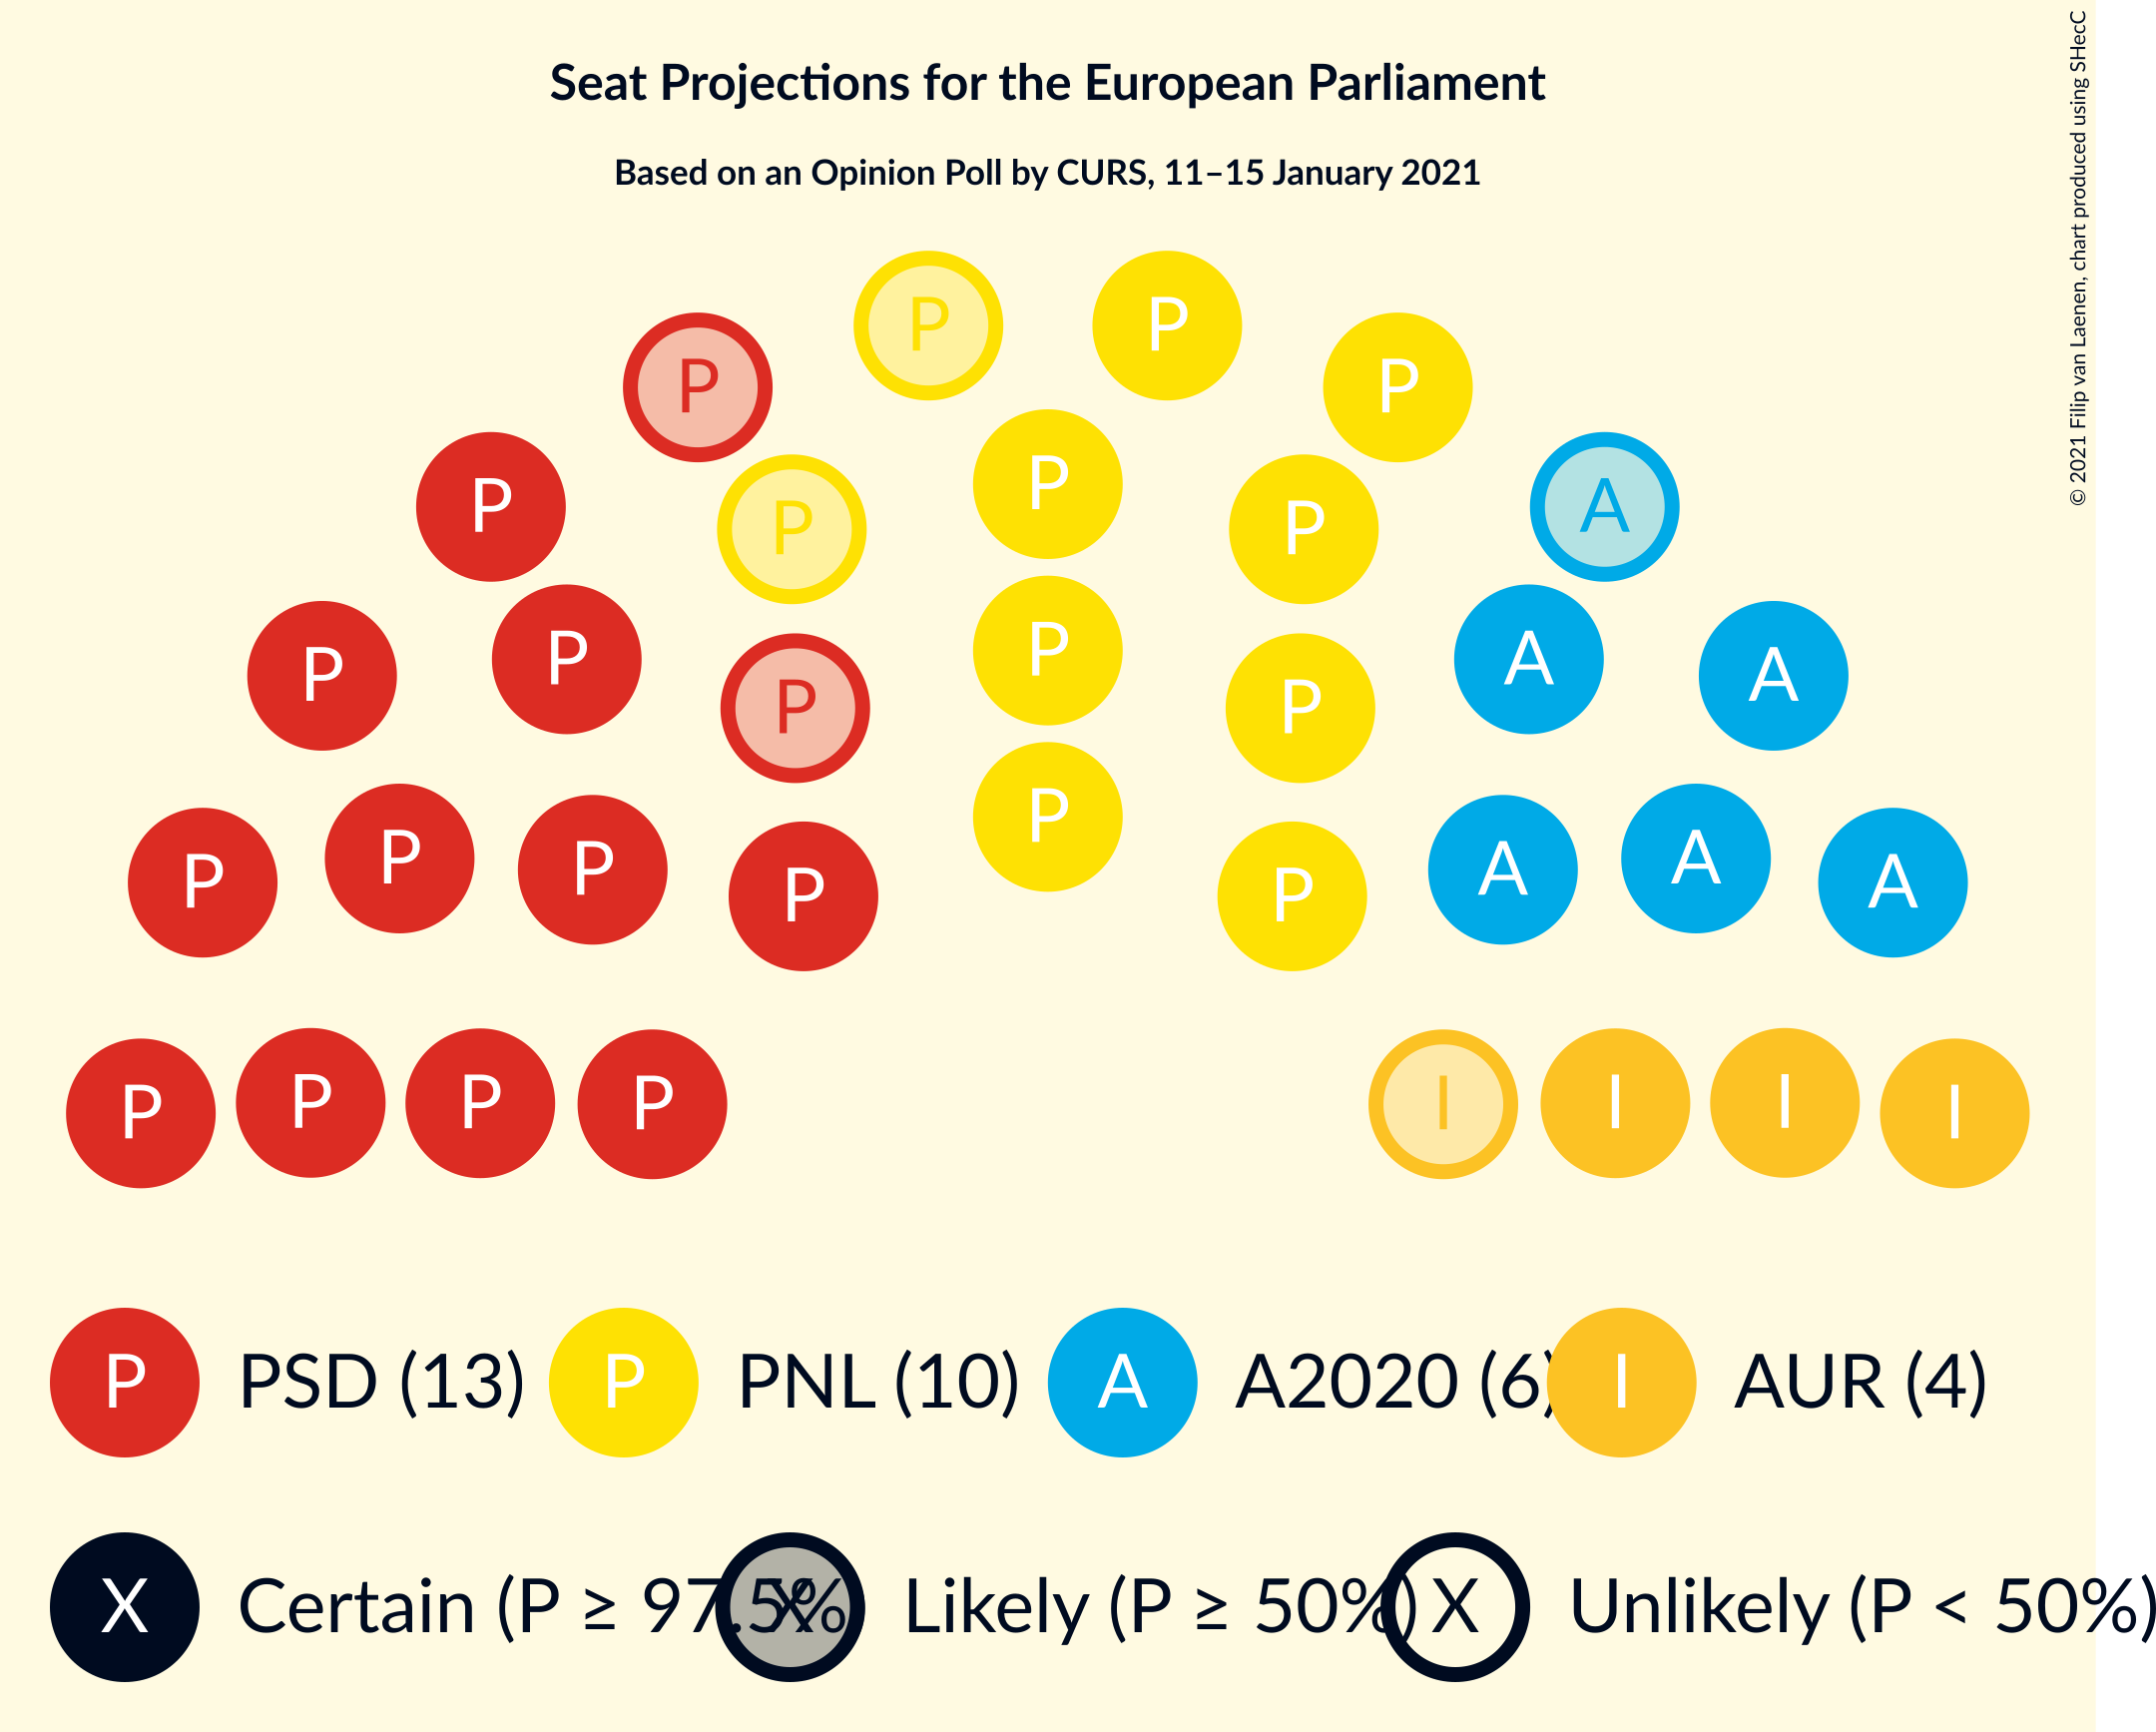 Seat Projections for the European Parliament
Based on an Opinion Poll by CURS, 11–15 January 2021
© 2021 Filip van Laenen, chart produced using SHecC
P P
P P
P P A
P P
P P A
P P P A A
P P A A
P P A
P P
P P P P I I I I
P PSD (13) P PNL (10) A A2020 (6) I AUR (4)
X Certain (P ≥ 97.5% X Likely (P ≥ 50%) X Unlikely (P < 50%)